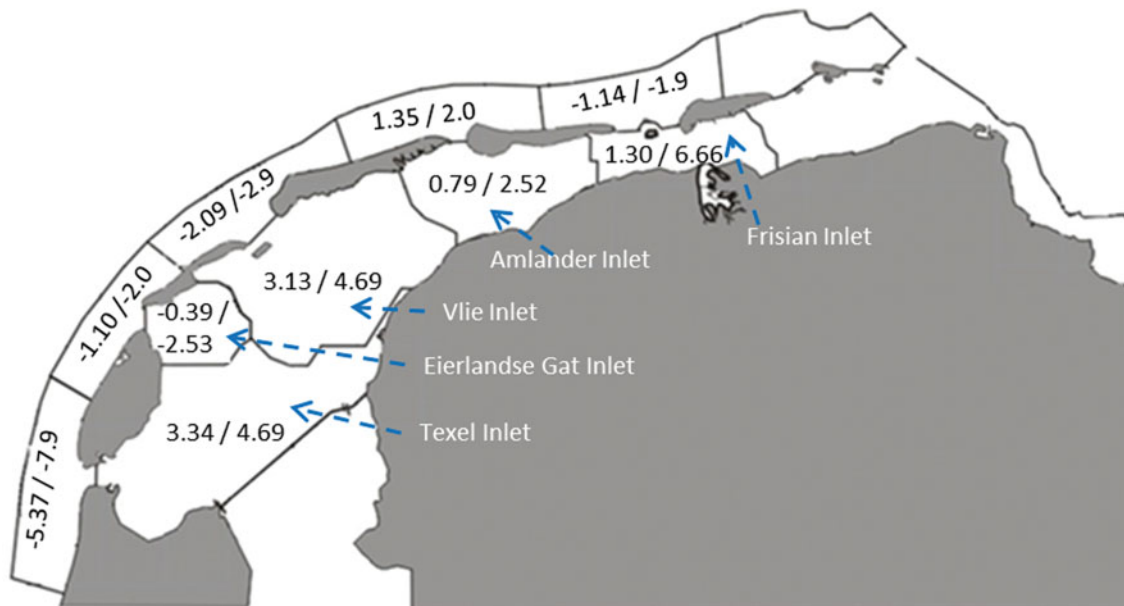 1.35 / 2.0
-1.14 / -1.9
-2.09 / -2.9
1.30 / 6.66
0.79 / 2.52
Frisian Inlet
Amlander Inlet
3.13 / 4.69
Vlie Inlet
-1.10 / -2.0
-0.39 /
-2.53
Eierlandse Gat Inlet
3.34 / 4.69
Texel Inlet
-5.37 / -7.9